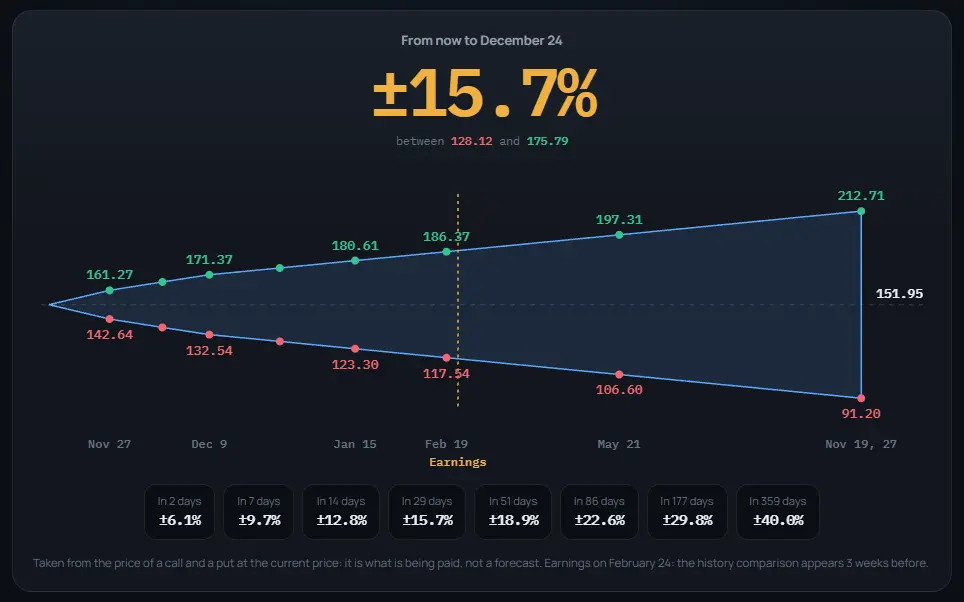 From now to December 24
±15.7%
between 128.12 and 175.79
212.71
197.31
186.37
180.61
171.37
161.27
151.95
142.64
132.54
123.30
117.54
106.60
91.20
Nov 27 Dec 9 Jan 15 Feb 19 May 21 Nov 19, 27
Earnings
In 2 days In 7 days In 14 days In 29 days In 51 days In 86 days In 177 days In 359 days
±6.1% ±9.7% ±12.8% ±15.7% ±18.9% ±22.6% ±29.8% ±40.0%
Taken from the price of a call and a put at the current price: it is what is being paid, not a forecast. Earnings on February 24: the history comparison appears 3 weeks before.